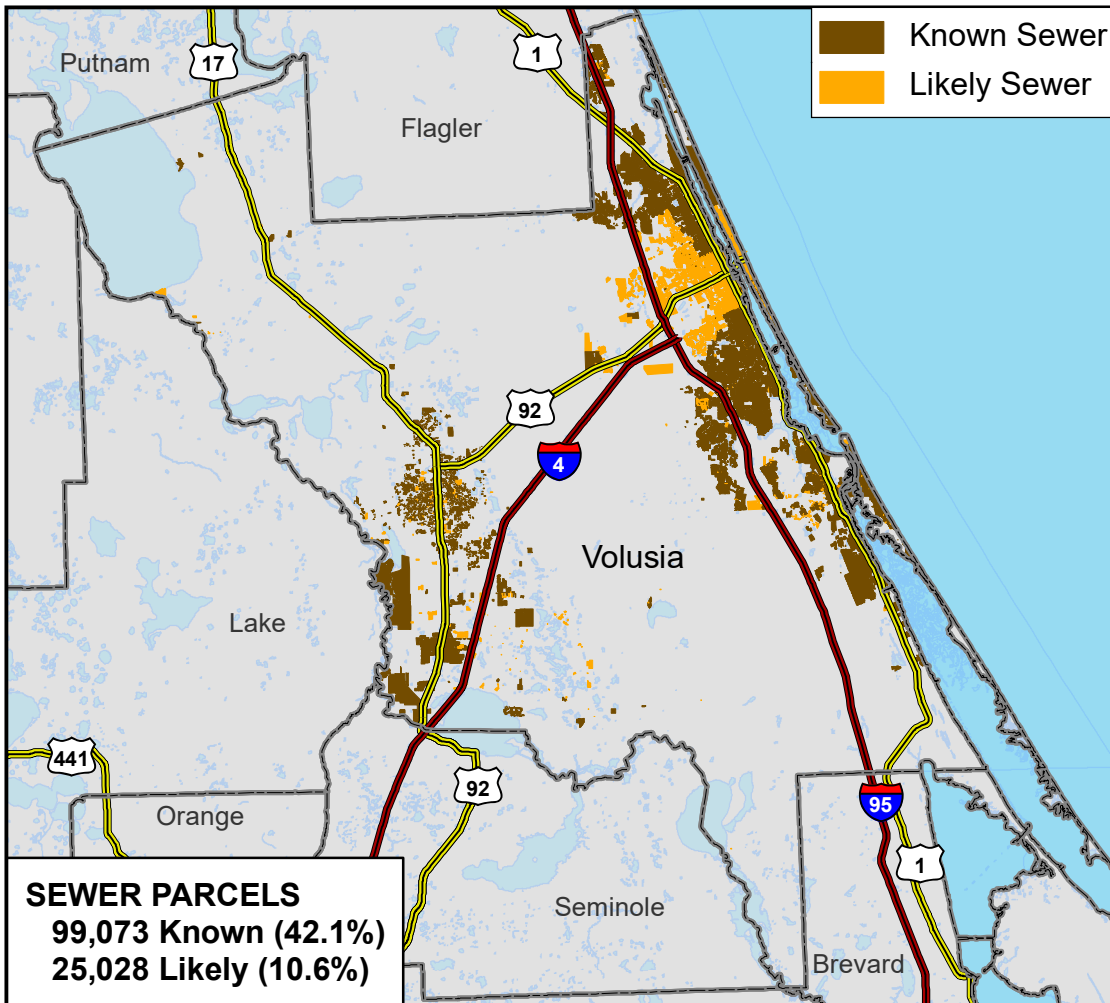 Known Sewer
Likely Sewer
Putnam
17
1
Flagler
92
4
Volusia
Lake
441
92
Orange
95
1
Seminole
Brevard
SEWER PARCELS
99,073 Known (42.1%)
25,028 Likely (10.6%)